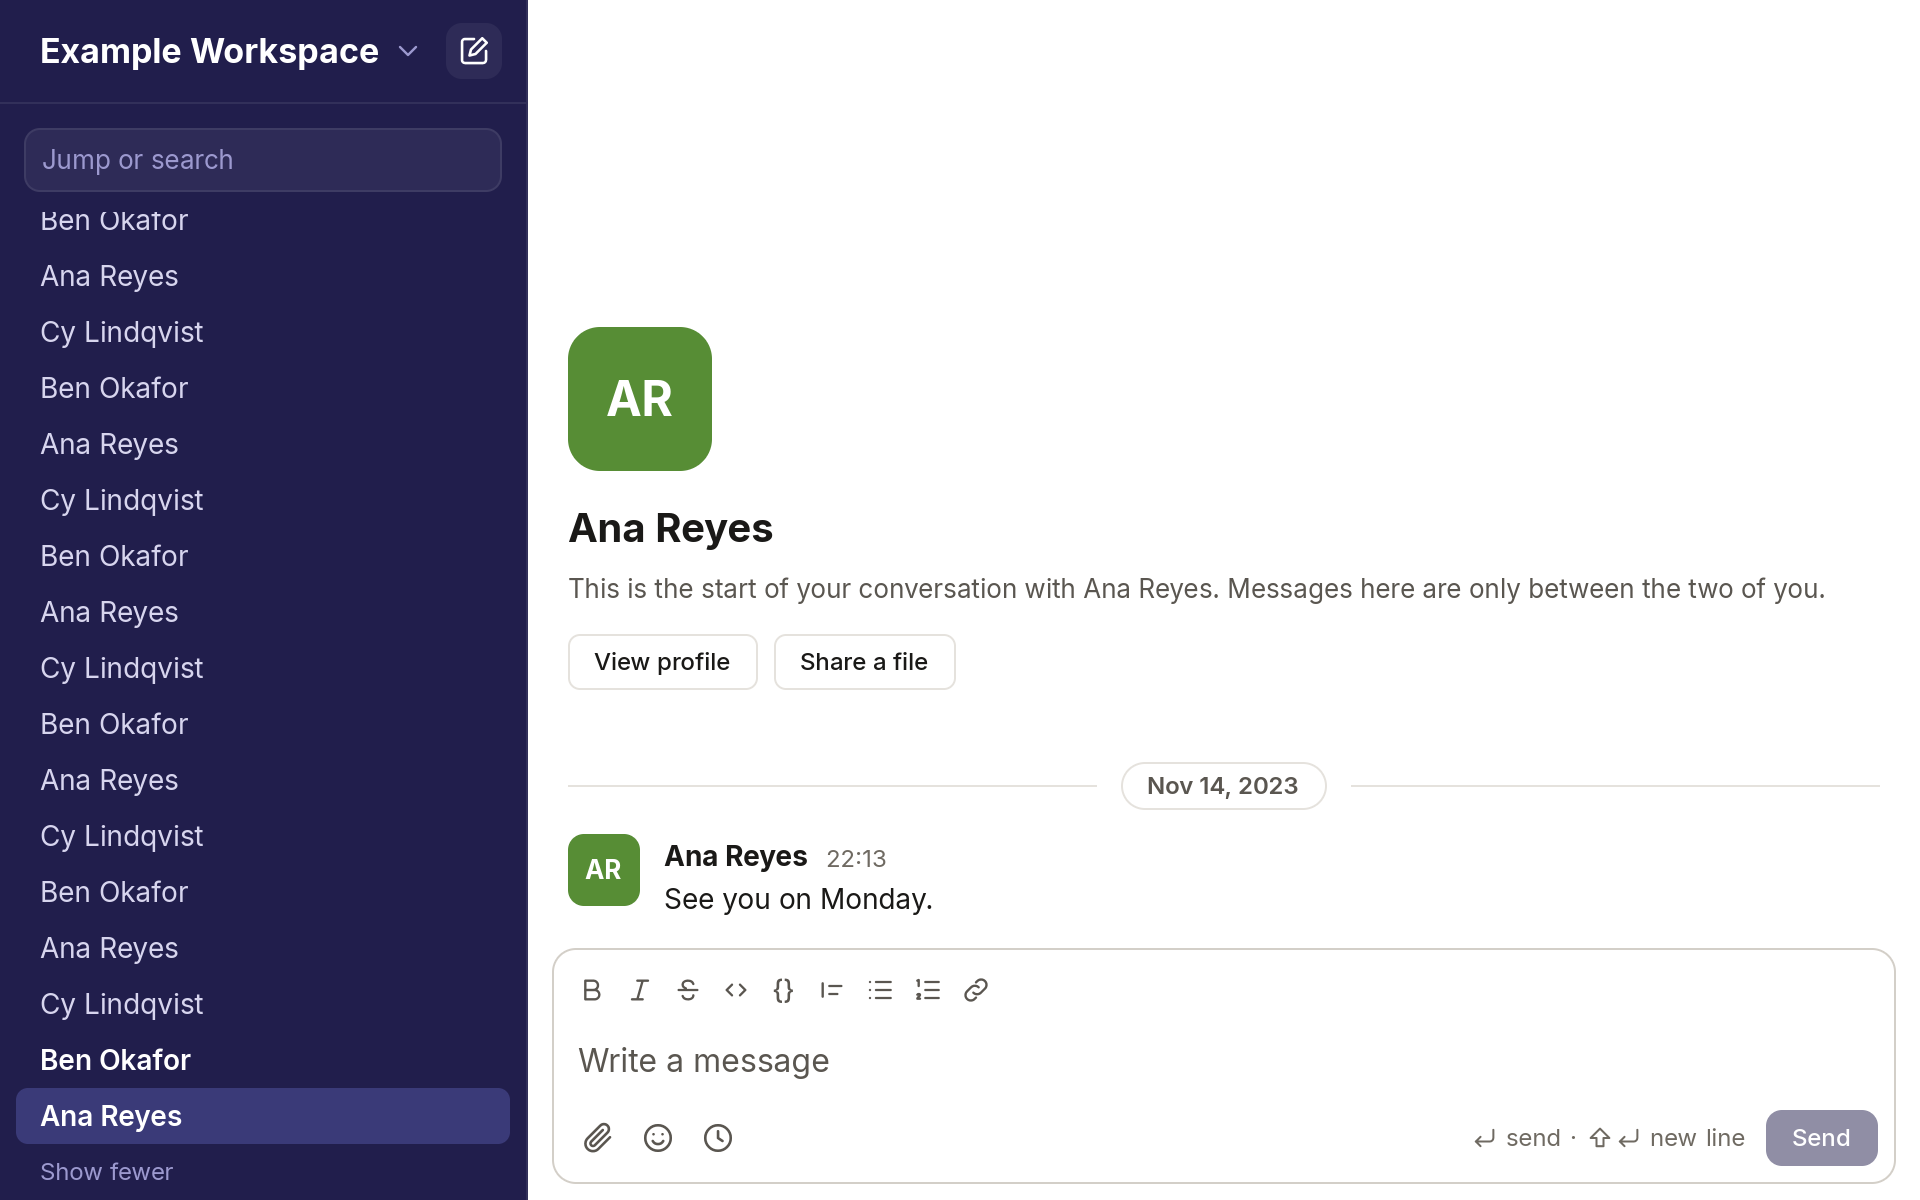 Example Workspace
Jump or search
Ben Okafor
Ana Reyes
Cy Lindqvist
Ben Okafor
Ana Reyes
Cy Lindqvist
Ben Okafor
Ana Reyes
Cy Lindqvist
Ben Okafor
Ana Reyes
Cy Lindqvist
Ben Okafor
Ana Reyes
Cy Lindqvist
Ben Okafor
Ana Reyes
Show fewer
AR
Ana Reyes
This is the start of your conversation with Ana Reyes. Messages here are only between the two of you.
View profile
Share a file
Nov 14, 2023
AR
Ana Reyes 22:13
See you on Monday.
Write a message
send · new line
Send